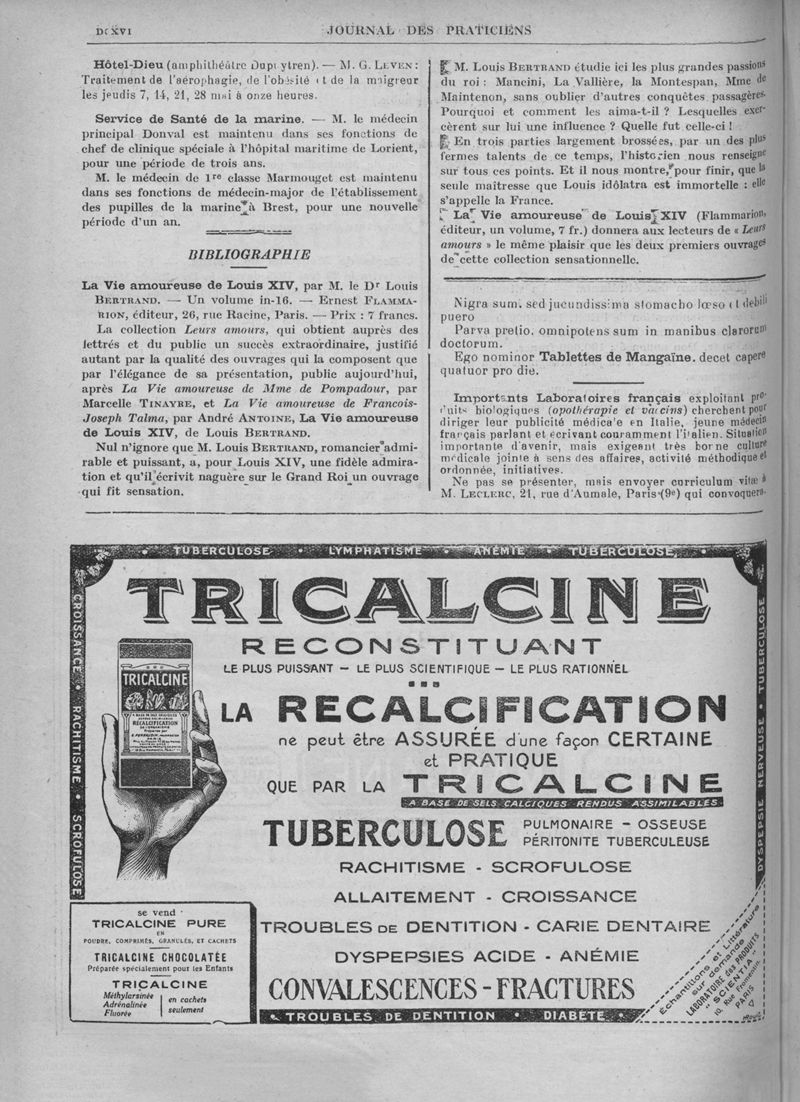 DCXVI
JOURNAL DES PRATICIENS
Hôtel-Dieu (amphithéâtre Dupuytren). — M. G. LEVEN :
Traitement de l'aérophagie, de l'obésité et de la maigreur
les jeudis 7, 14, 21, 28 mai à onze heures.
Service de Santé de la marine. — M. le médecin
principal Donval est maintenu dans ses fonctions de
chef de clinique spéciale à l'hôpital maritime de Lorient,
pour une période de trois ans.
M. le médecin de 1re classe Marmouget est maintenu
dans ses fonctions de médecin-major de l'établissement
des pupilles de la marine à Brest, pour une nouvelle
période d'un an.
BIBLIOGRAPHIE
La Vie amoureuse de Louis XIV, par M. le Dr Louis
BERTRAND. — Un volume in-16. — Ernest FLAMMA-
RION, éditeur, 26, rue Racine, Paris. — Prix : 7 francs.
La collection Leurs amours, qui obtient auprès des
lettrés et du public un succès extraordinaire, justifié
autant par la qualité des ouvrages qui la composent que
par l'élégance de sa présentation, public aujourd'hui,
après La Vie amoureuse de Mme de Pompadour, par
Marcelle TINAYRE, et La Vie amoureuse de Francois-
Joseph Talma, par André ANTOINE, La Vie amoureuse
de Louis XIV, de Louis BERTRAND.
Nul n'ignore que M. Louis BERTRAND, romancier admi-
rable et puissant, a, pour Louis XIV, une fidèle admira-
tion et qu'il écrivit naguère sur le Grand Roi un ouvrage
qui fit sensation.
M. Louis BERTRAND étudie ici les plus grandes passions
du roi : Mancini, La Vallière, la Montespan, Mme de
Maintenon, sans oublier d'autres conquêtes passagères.
Pourquoi et comment les aima-t-il ? Lesquelles exer-
cèrent sur lui une influence ? Quelle fut celle-ci !
En trois parties largement brossées, par un des plus
fermes talents de ce temps, l'historien nous renseigne
sur tous ces points. Et il nous montre, pour finir, que la
seule maîtresse que Louis idolâtra est immortelle : elle
s'appelle la France.
La Vie amoureuse de Louis XIV (Flammarion,
éditeur, un volume, 7 fr.) donnera aux lecteurs de « Leurs
amours » le même plaisir que les deux premiers ouvrages
de cette collection sensationnelle.
Nigra sum, sed jucundissima stomacho læso et debili
puero
Parva pretio, omnipotens sum in manibus clarorum
doctorum.
Ego nominor Tablettes de Mangaïne, decet capere
quatuor pro die.
Importants Laboratoires français exploitant pro-
duits biologiques (opothérapie et vaccins) cherchent pour
diriger leur publicité médicale en Italie, jeune médecin
français parlant et écrivant couramment l'italien. Situation
importante d'avenir, mais exigeant très bonne culture
médicale jointe à sens des affaires, activité méthodique et
ordonnée, initiatives.
Ne pas se présenter, mais envoyer curriculum vitæ à
M. LECLERC, 21, rue d'Aumale, Paris (9e) qui convoquera.
TUBERCULOSE • LYMPHATISME • ANÉMIE • TUBERCULOSE
CROISSANCE • RACHITISME • SCROFULOSE
DYSPEPSIE NERVEUSE • TUBERCULOSE
TRICALCINE
RECONSTITUANT
LE PLUS PUISSANT — LE PLUS SCIENTIFIQUE — LE PLUS RATIONNEL
TRICALCINE
RECALCIFICATION
LA RECALCIFICATION
ne peut être ASSURÉE d'une façon CERTAINE
et PRATIQUE
QUE PAR LA TRICALCINE
A BASE DE SELS CALCIQUES RENDUS ASSIMILABLES
TUBERCULOSE PULMONAIRE - OSSEUSE
PÉRITONITE TUBERCULEUSE
RACHITISME - SCROFULOSE
ALLAITEMENT - CROISSANCE
TROUBLES DE DENTITION - CARIE DENTAIRE
DYSPEPSIES ACIDE - ANÉMIE
CONVALESCENCES - FRACTURES
se vend :
TRICALCINE PURE
EN
POUDRE, COMPRIMÉS, GRANULÉS, ET CACHETS
TRICALCINE CHOCOLATÉE
Préparée spécialement pour les Enfants
TRICALCINE
Méthylarsinée
Adrénalinée
Fluorée
en cachets
seulement
Échantillons et Littérature
sur demande
LABORATOIRE des PRODUITS
"SCIENTIA"
10, Rue Fromentin,
PARIS
TROUBLES DE DENTITION • DIABÈTE •